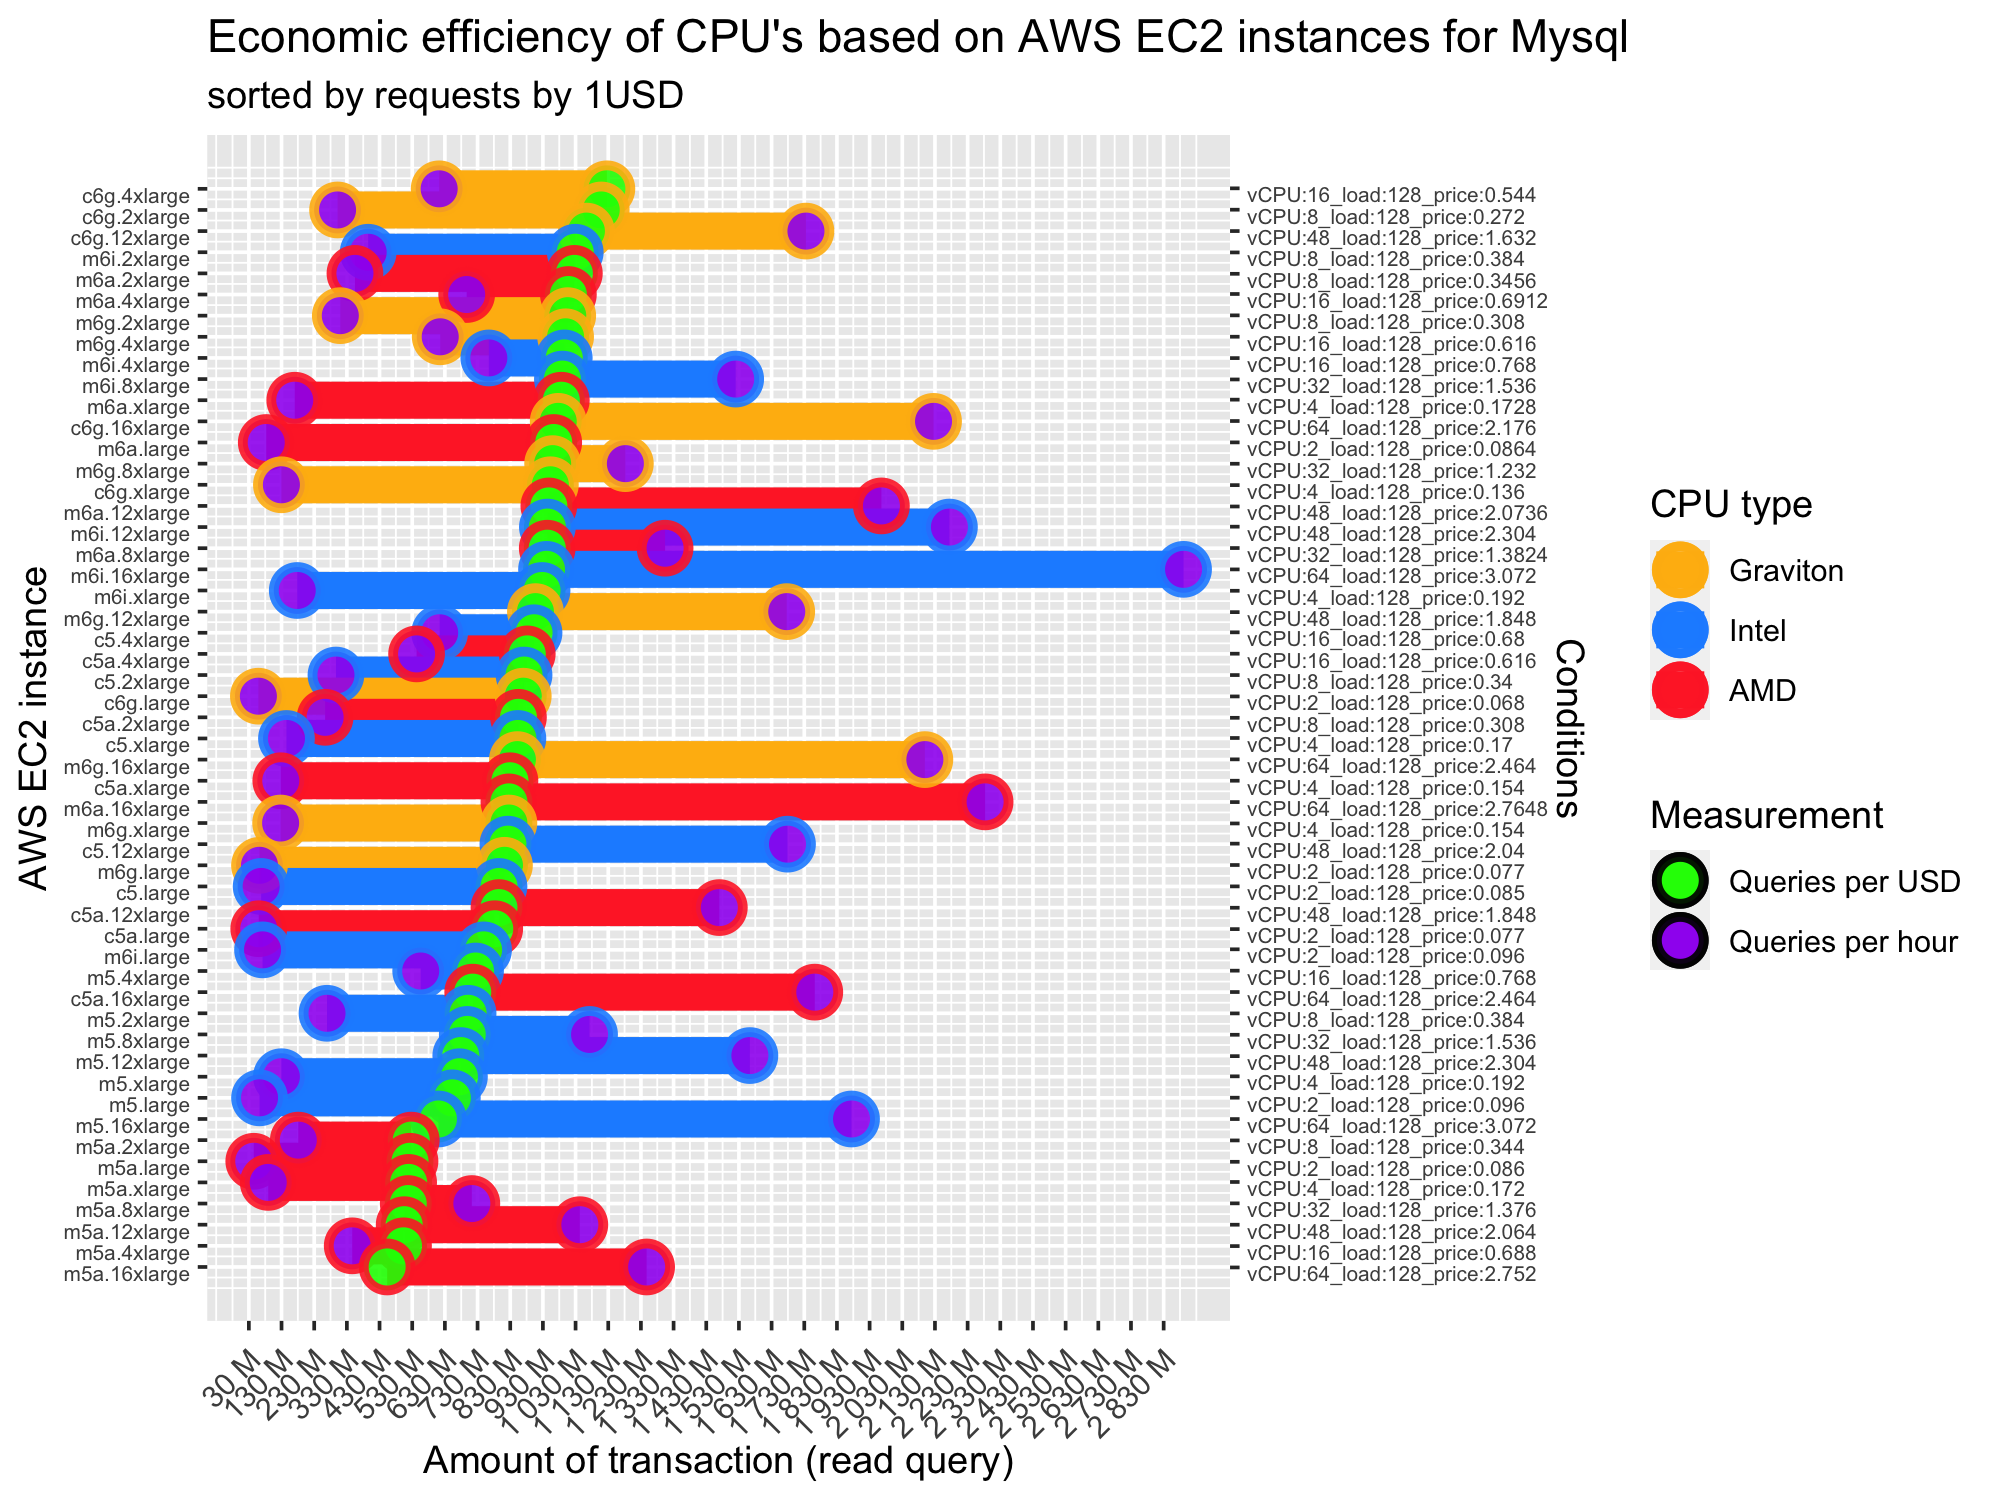 Economic efficiency of CPU's based on AWS EC2 instances for Mysql
sorted by requests by 1USD
AWS EC2 instance
c6g.4xlarge
c6g.2xlarge
c6g.12xlarge
m6i.2xlarge
m6a.2xlarge
m6a.4xlarge
m6g.2xlarge
m6g.4xlarge
m6i.4xlarge
m6i.8xlarge
m6a.xlarge
c6g.16xlarge
m6a.large
m6g.8xlarge
c6g.xlarge
m6a.12xlarge
m6i.12xlarge
m6a.8xlarge
m6i.16xlarge
m6i.xlarge
m6g.12xlarge
c5.4xlarge
c5a.4xlarge
c5.2xlarge
c6g.large
c5a.2xlarge
c5.xlarge
m6g.16xlarge
c5a.xlarge
m6a.16xlarge
m6g.xlarge
c5.12xlarge
m6g.large
c5.large
c5a.12xlarge
c5a.large
m6i.large
m5.4xlarge
c5a.16xlarge
m5.2xlarge
m5.8xlarge
m5.12xlarge
m5.xlarge
m5.large
m5.16xlarge
m5a.2xlarge
m5a.large
m5a.xlarge
m5a.8xlarge
m5a.12xlarge
m5a.4xlarge
m5a.16xlarge
vCPU:16_load:128_price:0.544
vCPU:8_load:128_price:0.272
vCPU:48_load:128_price:1.632
vCPU:8_load:128_price:0.384
vCPU:8_load:128_price:0.3456
vCPU:16_load:128_price:0.6912
vCPU:8_load:128_price:0.308
vCPU:16_load:128_price:0.616
vCPU:16_load:128_price:0.768
vCPU:32_load:128_price:1.536
vCPU:4_load:128_price:0.1728
vCPU:64_load:128_price:2.176
vCPU:2_load:128_price:0.0864
vCPU:32_load:128_price:1.232
vCPU:4_load:128_price:0.136
vCPU:48_load:128_price:2.0736
vCPU:48_load:128_price:2.304
vCPU:32_load:128_price:1.3824
vCPU:64_load:128_price:3.072
vCPU:4_load:128_price:0.192
vCPU:48_load:128_price:1.848
vCPU:16_load:128_price:0.68
vCPU:16_load:128_price:0.616
vCPU:8_load:128_price:0.34
vCPU:2_load:128_price:0.068
vCPU:8_load:128_price:0.308
vCPU:4_load:128_price:0.17
vCPU:64_load:128_price:2.464
vCPU:4_load:128_price:0.154
vCPU:64_load:128_price:2.7648
vCPU:4_load:128_price:0.154
vCPU:48_load:128_price:2.04
vCPU:2_load:128_price:0.077
vCPU:2_load:128_price:0.085
vCPU:48_load:128_price:1.848
vCPU:2_load:128_price:0.077
vCPU:2_load:128_price:0.096
vCPU:16_load:128_price:0.768
vCPU:64_load:128_price:2.464
vCPU:8_load:128_price:0.384
vCPU:32_load:128_price:1.536
vCPU:48_load:128_price:2.304
vCPU:4_load:128_price:0.192
vCPU:2_load:128_price:0.096
vCPU:64_load:128_price:3.072
vCPU:8_load:128_price:0.344
vCPU:2_load:128_price:0.086
vCPU:4_load:128_price:0.172
vCPU:32_load:128_price:1.376
vCPU:48_load:128_price:2.064
vCPU:16_load:128_price:0.688
vCPU:64_load:128_price:2.752
Conditions
30 M
130 M
230 M
330 M
430 M
530 M
630 M
730 M
830 M
930 M
1 030 M
1 130 M
1 230 M
1 330 M
1 430 M
1 530 M
1 630 M
1 730 M
1 830 M
1 930 M
2 030 M
2 130 M
2 230 M
2 330 M
2 430 M
2 530 M
2 630 M
2 730 M
2 830 M
Amount of transaction (read query)
CPU type
Graviton
Intel
AMD
Measurement
Queries per USD
Queries per hour